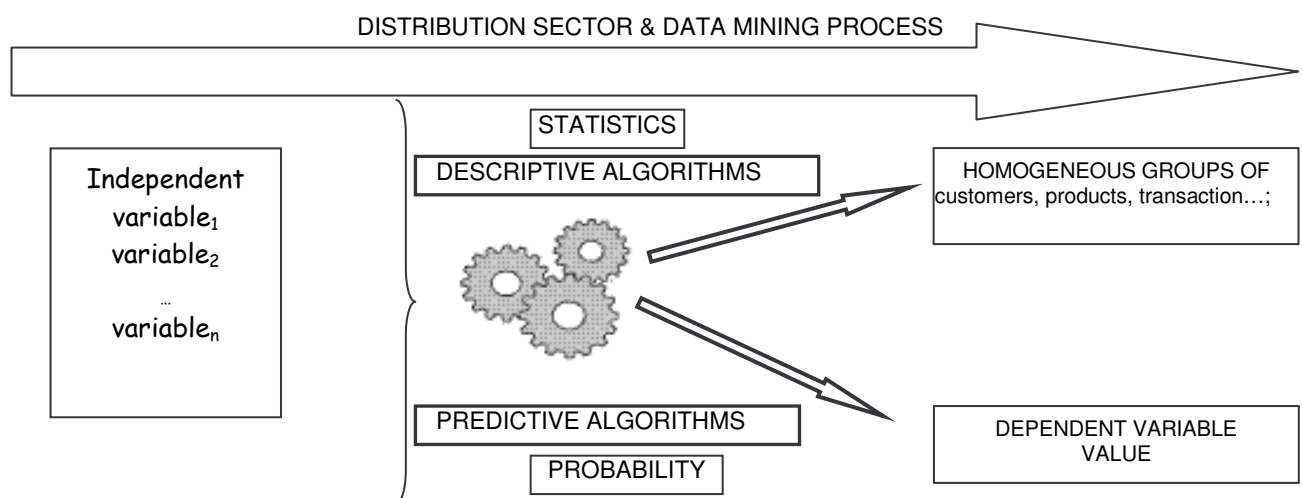 DISTRIBUTION SECTOR & DATA MINING PROCESS
Independent
variable₁
variable₂
...
variableₙ
STATISTICS
DESCRIPTIVE ALGORITHMS
PREDICTIVE ALGORITHMS
PROBABILITY
HOMOGENEOUS GROUPS OF
customers, products, transaction…;
DEPENDENT VARIABLE
VALUE